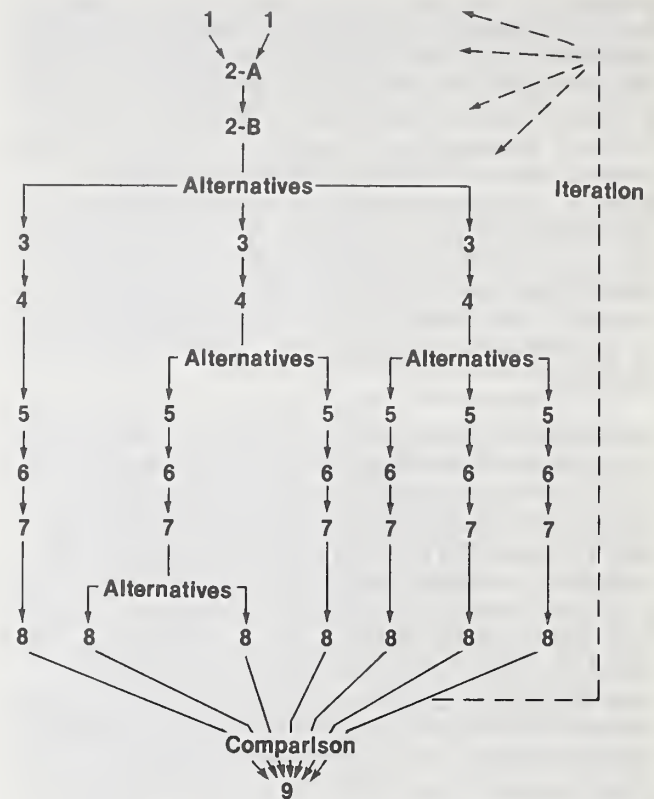 1 1
2-A
2-B
Alternatives
Iteration
3 3 3
4 4 4
Alternatives Alternatives
5 5 5 5 5 5
6 6 6 6 6 6
7 7 7 7 7 7
Alternatives
8 8 8 8 8 8 8
Comparison
9